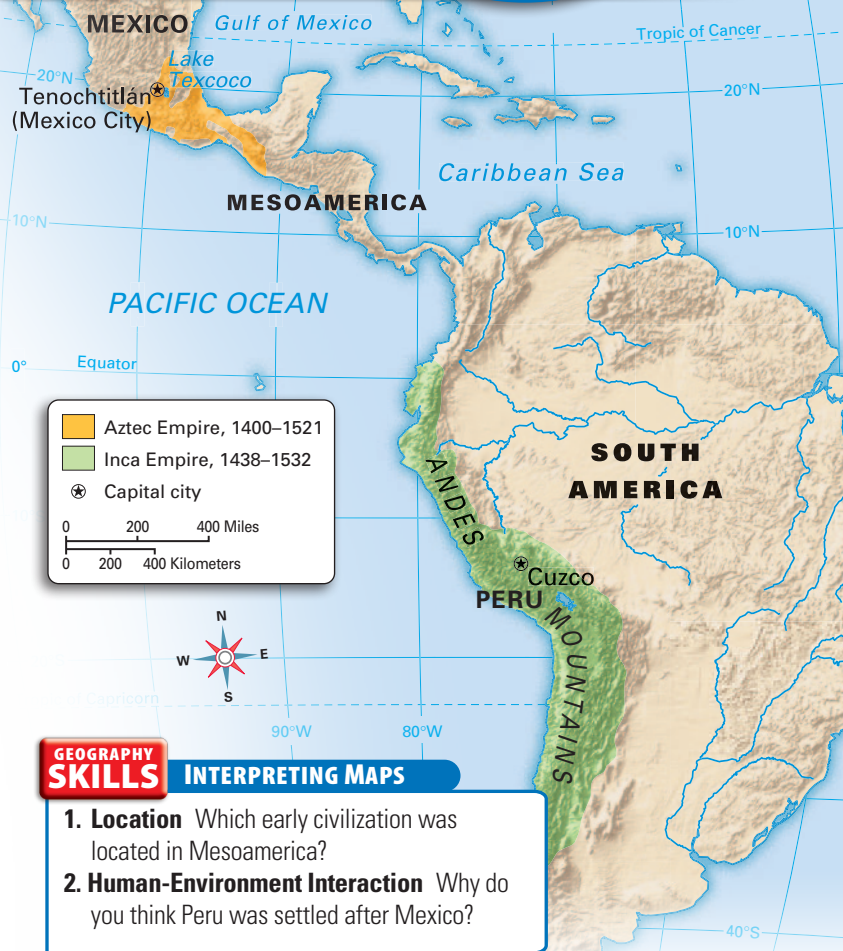 MEXICO
Gulf of Mexico
Tropic of Cancer
Lake
Texcoco
20°N
20°N
Tenochtitlán
(Mexico City)
Caribbean Sea
MESOAMERICA
10°N
10°N
PACIFIC OCEAN
0°
Equator
Aztec Empire, 1400–1521
Inca Empire, 1438–1532
Capital city
0 200 400 Miles
0 200 400 Kilometers
SOUTH
AMERICA
ANDES
Cuzco
PERU
MOUNTAINS
N
W
E
S
Capricorn
90°W
80°W
40°S
GEOGRAPHY
SKILLS
INTERPRETING MAPS
1. Location Which early civilization was
located in Mesoamerica?
2. Human-Environment Interaction Why do
you think Peru was settled after Mexico?